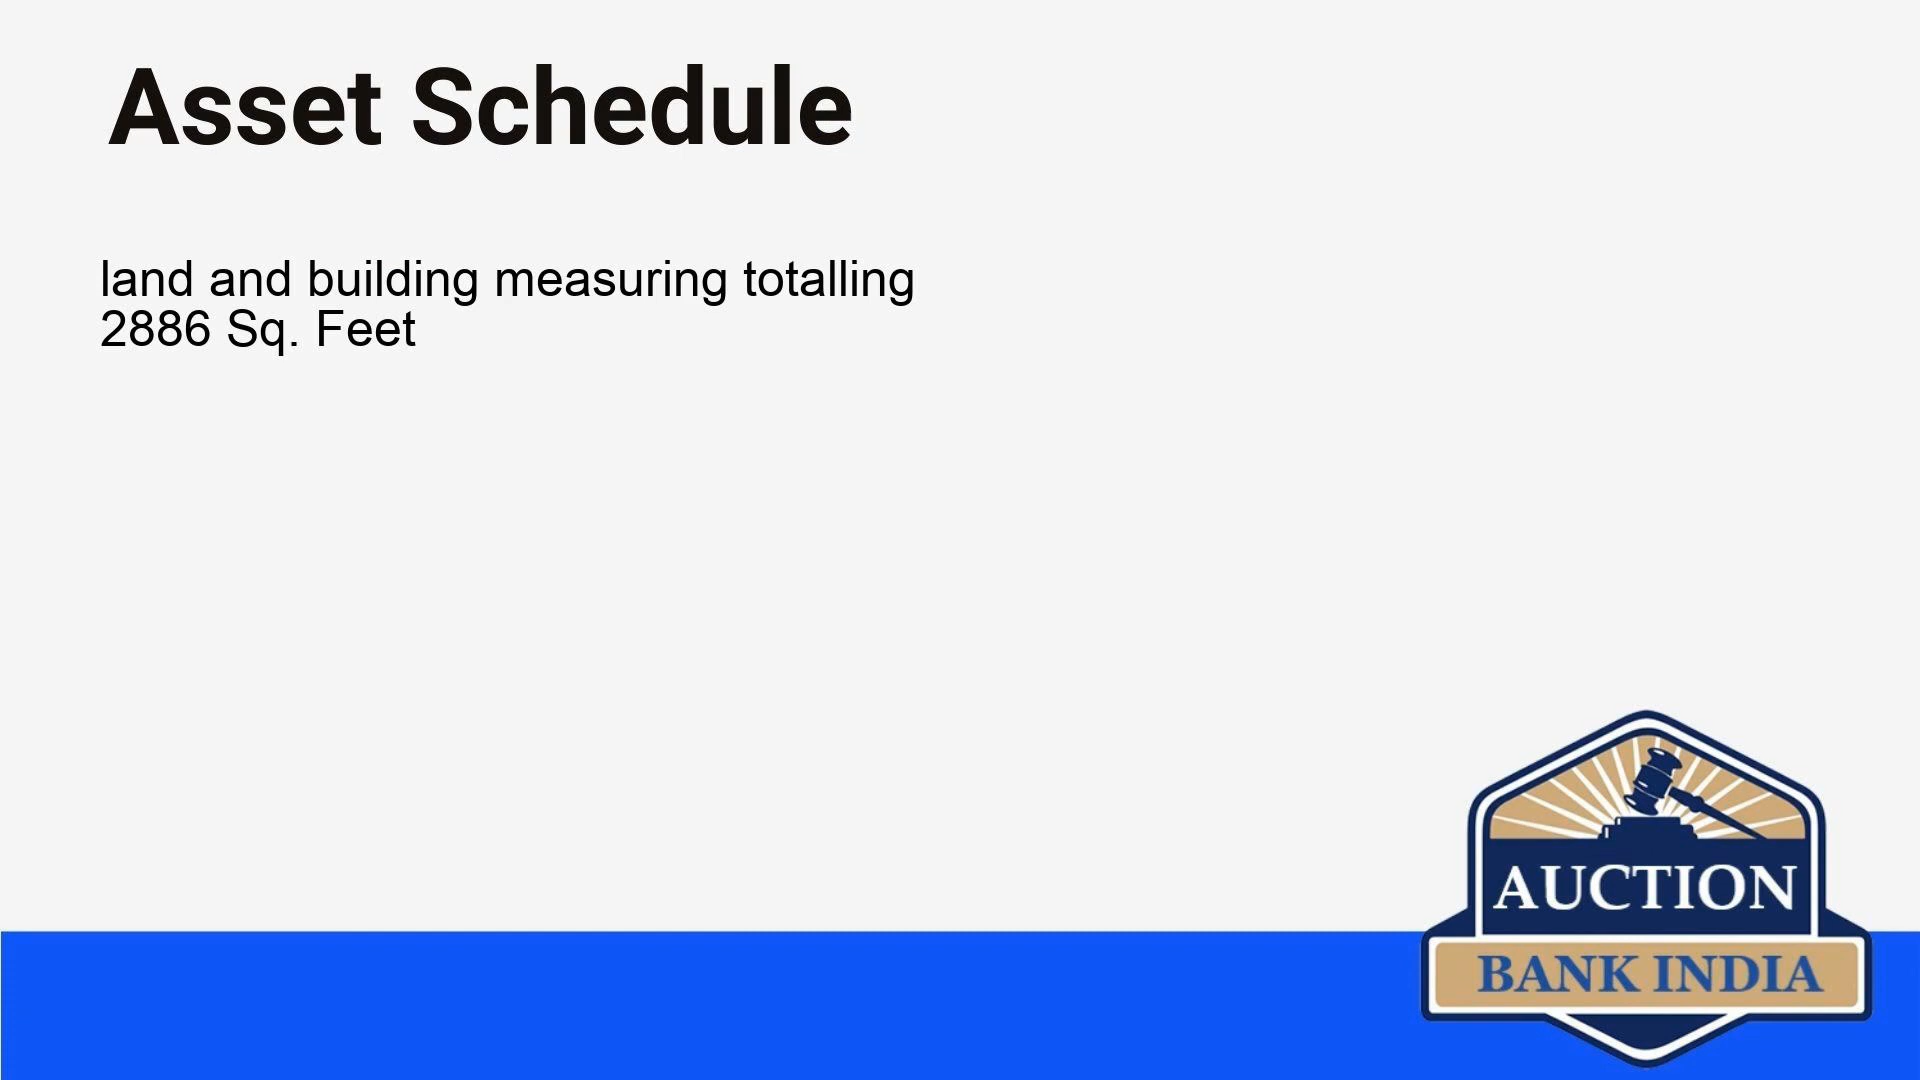 Asset Schedule
land and building measuring totalling
2886 Sq. Feet
AUCTION
BANK INDIA